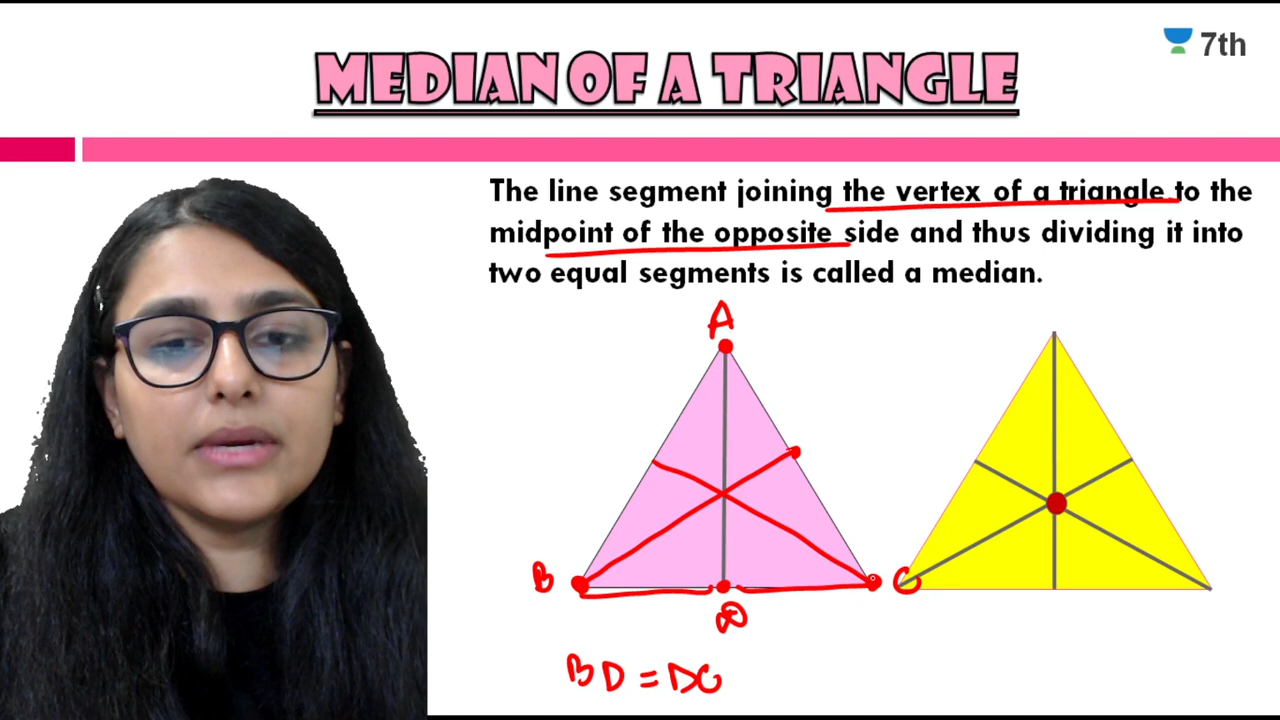 7th
MEDIAN OF A TRIANGLE
The line segment joining the vertex of a triangle to the
midpoint of the opposite side and thus dividing it into
two equal segments is called a median.
A
B
C
D
BD = DC